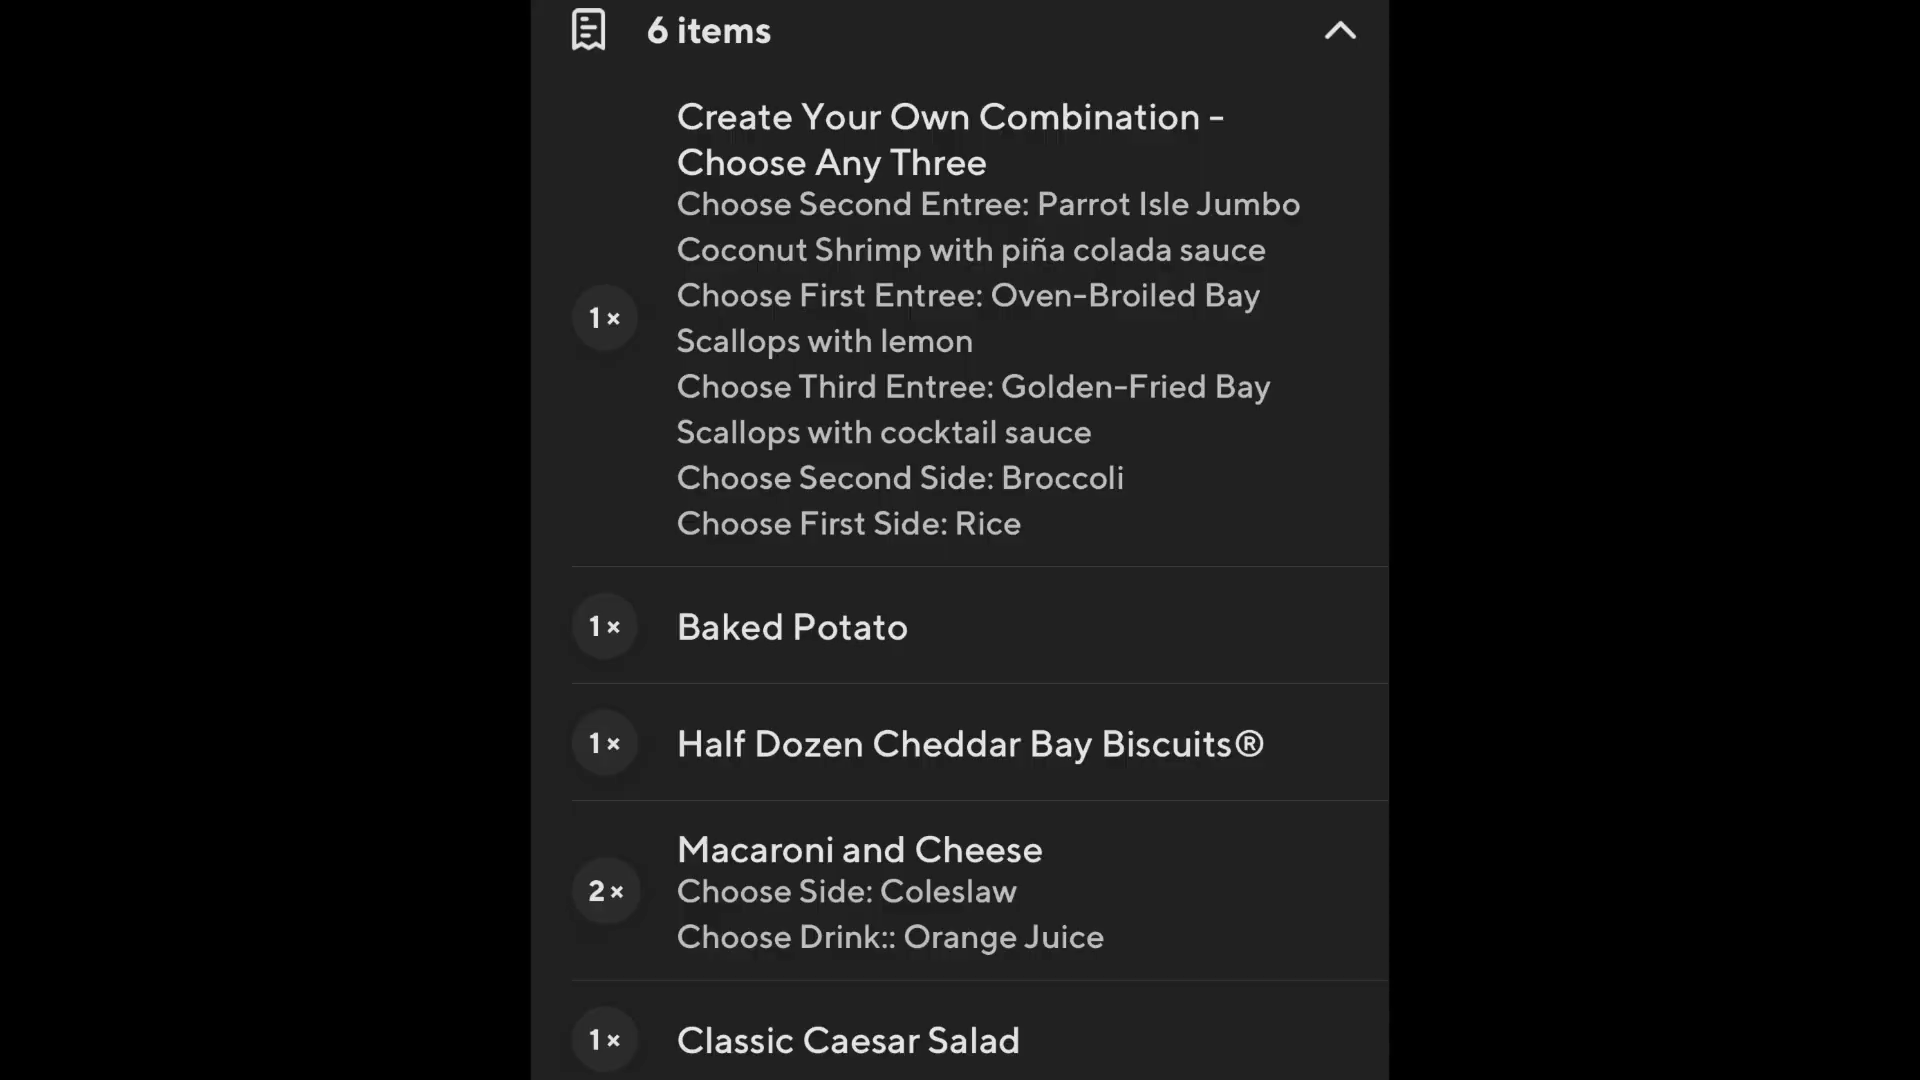 6 items
Create Your Own Combination -
Choose Any Three
Choose Second Entree: Parrot Isle Jumbo
Coconut Shrimp with piña colada sauce
Choose First Entree: Oven-Broiled Bay
Scallops with lemon
Choose Third Entree: Golden-Fried Bay
Scallops with cocktail sauce
Choose Second Side: Broccoli
Choose First Side: Rice
1×
1× Baked Potato
1× Half Dozen Cheddar Bay Biscuits®
Macaroni and Cheese
2× Choose Side: Coleslaw
Choose Drink:: Orange Juice
1× Classic Caesar Salad